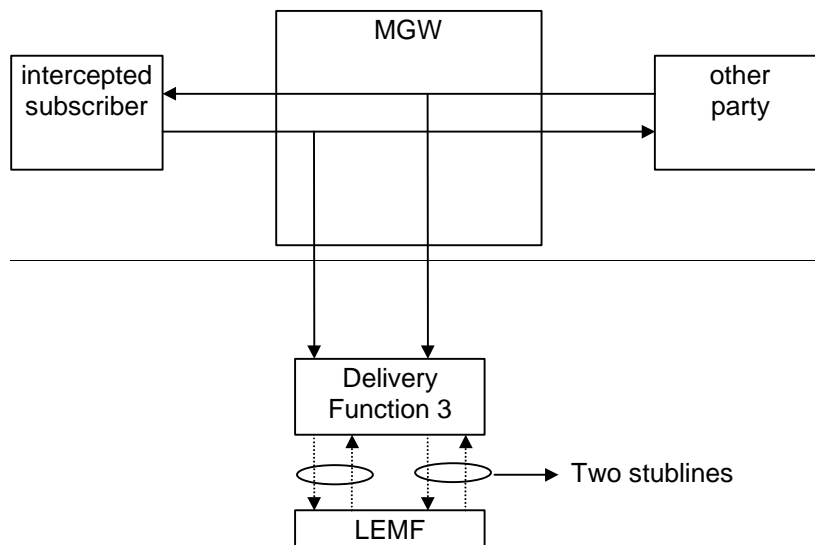 MGW
intercepted
subscriber
other
party
Delivery
Function 3
Two stublines
LEMF